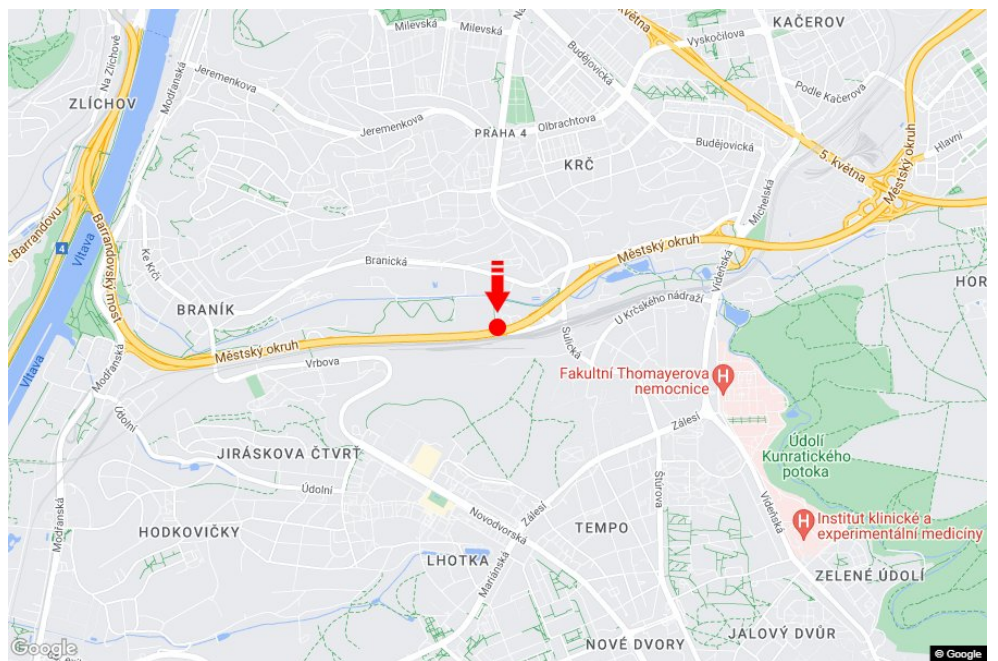 KAČEROV
Milevská
Milevská
května
Vyskočilova
Na Zlíchově
Modřanská
Budějovická
Jeremenkova
Podle Kačerova
ZLÍCHOV
Jeremenkova
PRAHA 4
Olbrachtova
Městský okruh
Hlavní
Budějovická
KRČ
5. května
Michelská
K Barrandovu
4
Vltava
Barrandovský most
Ke Krči
Branická
Městský okruh
Vídeňská
HOR
BRANÍK
U Krčského nádraží
Městský okruh
Sulická
Vltava
Modřanská
Vrbova
Fakultní Thomayerova
nemocnice
H
Zálesí
Údolní
Údolí
Kunratického
potoka
JIRÁSKOVA ČTVRŤ
Údolní
Štúrova
Vídeňská
Zálesí
Novodvorská
Modřanská
HODKOVIČKY
TEMPO
H
Institut klinické a
experimentální medicíny
LHOTKA
Mariánská
ZELENÉ ÚDOLÍ
NOVÉ DVORY
JALOVÝ DVŮR
Google
© Google